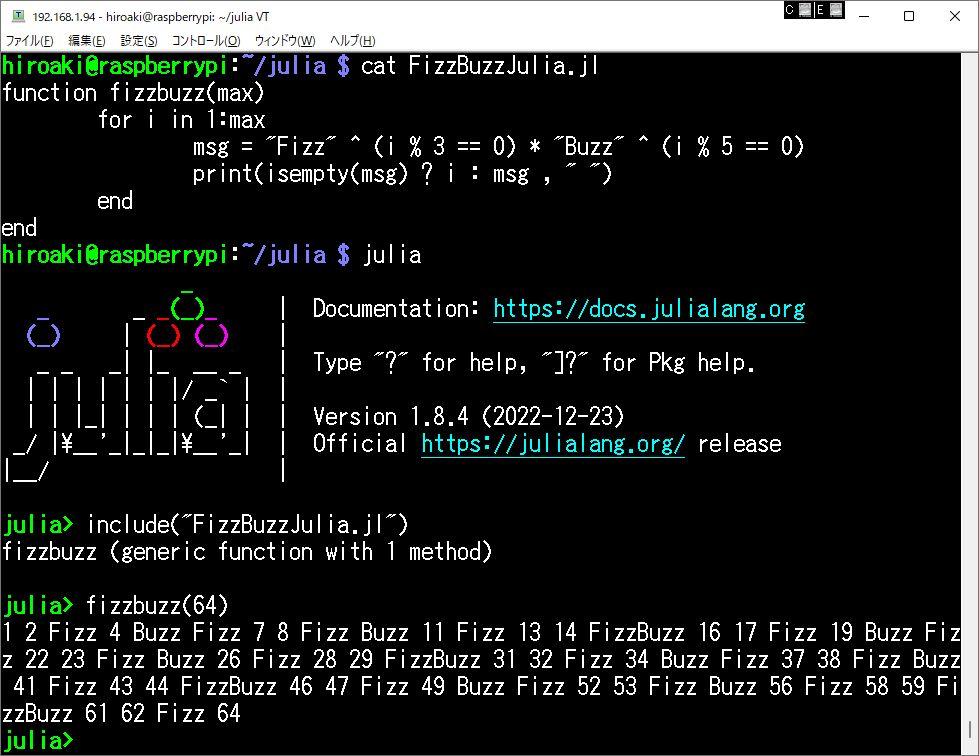 192.168.1.94 - hiroaki@raspberrypi: ~/julia VT
C E
ファイル(F) 編集(E) 設定(S) コントロール(O) ウィンドウ(W) ヘルプ(H)
hiroaki@raspberrypi:~/julia $ cat FizzBuzzJulia.jl
function fizzbuzz(max)
        for i in 1:max
                msg = "Fizz" ^ (i % 3 == 0) * "Buzz" ^ (i % 5 == 0)
                print(isempty(msg) ? i : msg , " ")
        end
end
hiroaki@raspberrypi:~/julia $ julia
               _
   _       _ _(_)_     |  Documentation: https://docs.julialang.org
  (_)     | (_) (_)    |
   _ _   _| |_  __ _   |  Type "?" for help, "]?" for Pkg help.
  | | | | | | |/ _` |  |
  | | |_| | | | (_| |  |  Version 1.8.4 (2022-12-23)
 _/ |¥__'_|_|_|¥__'_|  |  Official https://julialang.org/ release
|__/                   |
julia> include("FizzBuzzJulia.jl")
fizzbuzz (generic function with 1 method)
julia> fizzbuzz(64)
1 2 Fizz 4 Buzz Fizz 7 8 Fizz Buzz 11 Fizz 13 14 FizzBuzz 16 17 Fizz 19 Buzz Fiz
z 22 23 Fizz Buzz 26 Fizz 28 29 FizzBuzz 31 32 Fizz 34 Buzz Fizz 37 38 Fizz Buzz
 41 Fizz 43 44 FizzBuzz 46 47 Fizz 49 Buzz Fizz 52 53 Fizz Buzz 56 Fizz 58 59 Fi
zzBuzz 61 62 Fizz 64
julia>